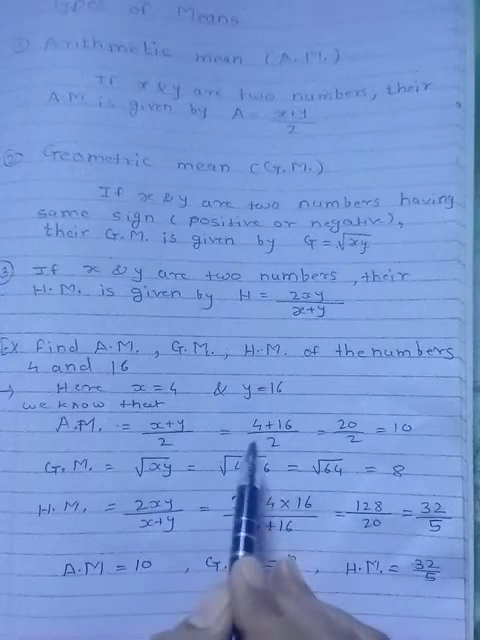 Types of Means
① Arithmetic mean (A.M.)
If x & y are two numbers, their
A.M is given by A = x+y/2
② Geometric mean (G.M.)
If x & y are two numbers having
same sign (positive or negative),
their G.M. is given by G = √xy
③ If x & y are two numbers, their
H.M. is given by H = 2xy/x+y
Ex Find A.M., G.M., H.M. of the numbers
4 and 16
→ Here x = 4 & y = 16
we know that
A.M. = x+y/2 = 4+16/2 = 20/2 = 10
G.M. = √xy = √ 6 = √64 = 8
H.M. = 2xy/x+y = 4×16/+16 = 128/20 = 32/5
A.M = 10 , G. = , H.M. = 32/5